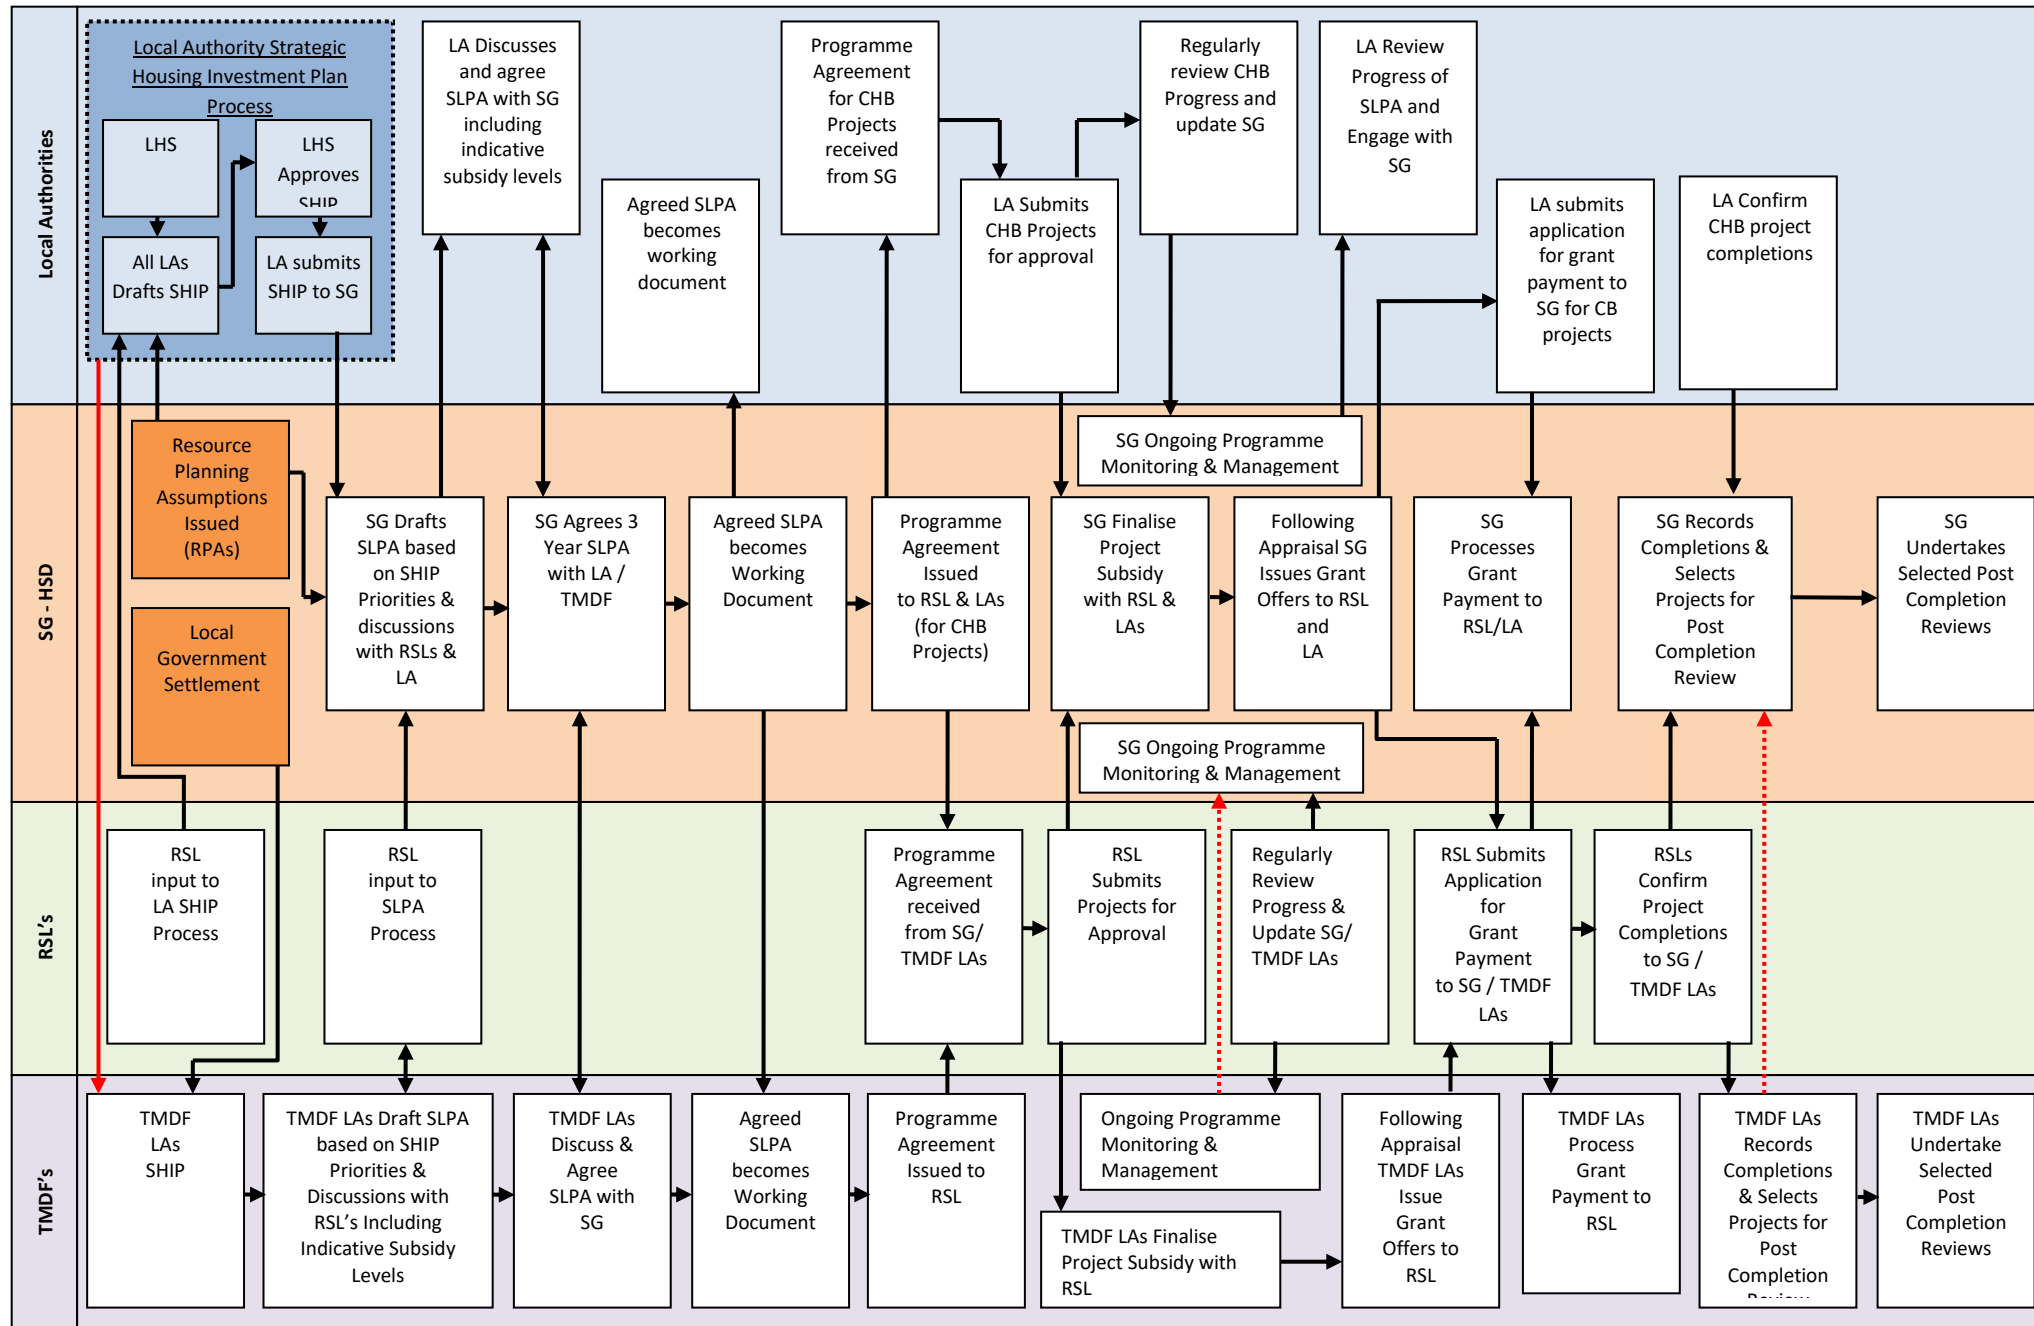 Local Authorities
Local Authority Strategic
Housing Investment Plan
Process
LHS
LHS
Approves
SHIP
All LAs
Drafts SHIP
LA submits
SHIP to SG
LA Discusses
and agree
SLPA with SG
including
indicative
subsidy levels
Agreed SLPA
becomes
working
document
Programme
Agreement
for CHB
Projects
received
from SG
LA Submits
CHB Projects
for approval
Regularly
review CHB
Progress and
update SG
LA Review
Progress of
SLPA and
Engage with
SG
LA submits
application
for grant
payment to
SG for CB
projects
LA Confirm
CHB project
completions
SG - HSD
Resource
Planning
Assumptions
Issued
(RPAs)
Local
Government
Settlement
SG Drafts
SLPA based
on SHIP
Priorities &
discussions
with RSLs &
LA
SG Agrees 3
Year SLPA
with LA /
TMDF
Agreed SLPA
becomes
Working
Document
Programme
Agreement
Issued
to RSL & LAs
(for CHB
Projects)
SG Ongoing Programme
Monitoring & Management
SG Finalise
Project
Subsidy
with RSL &
LAs
Following
Appraisal SG
Issues Grant
Offers to RSL
and
LA
SG Ongoing Programme
Monitoring & Management
SG
Processes
Grant
Payment to
RSL/LA
SG Records
Completions &
Selects
Projects for
Post
Completion
Review
SG
Undertakes
Selected Post
Completion
Reviews
RSL's
RSL
input to
LA SHIP
Process
RSL
input to
SLPA
Process
Programme
Agreement
received
from SG/
TMDF LAs
RSL
Submits
Projects for
Approval
Regularly
Review
Progress &
Update SG/
TMDF LAs
RSL Submits
Application
for
Grant
Payment
to SG / TMDF
LAs
RSLs
Confirm
Project
Completions
to SG /
TMDF LAs
TMDF's
TMDF
LAs
SHIP
TMDF LAs Draft SLPA
based on SHIP
Priorities &
Discussions with
RSL's Including
Indicative Subsidy
Levels
TMDF LAs
Discuss &
Agree
SLPA with
SG
Agreed
SLPA
becomes
Working
Document
Programme
Agreement
Issued to
RSL
Ongoing Programme
Monitoring &
Management
TMDF LAs Finalise
Project Subsidy with
RSL
Following
Appraisal
TMDF LAs
Issue
Grant
Offers to
RSL
TMDF LAs
Process
Grant
Payment to
RSL
TMDF LAs
Records
Completions
& Selects
Projects for
Post
Completion
Review
TMDF LAs
Undertake
Selected
Post
Completion
Reviews